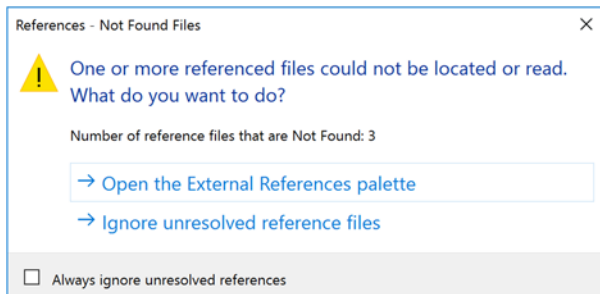 References - Not Found Files
One or more referenced files could not be located or read.
What do you want to do?
Number of reference files that are Not Found: 3
Open the External References palette
Ignore unresolved reference files
Always ignore unresolved references